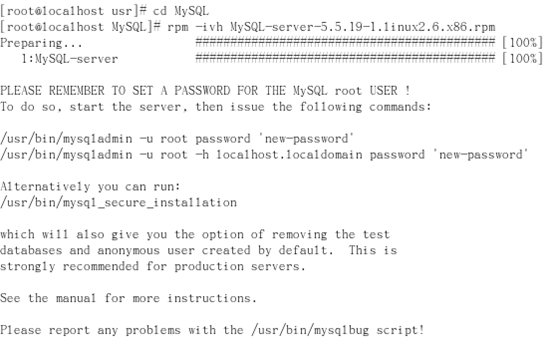 [root@localhost usr]# cd MySQL
[root@localhost MySQL]# rpm -ivh MySQL-server-5.5.19-1.linux2.6.x86.rpm
Preparing... ########################################### [100%]
1:MySQL-server ########################################### [100%]
PLEASE REMEMBER TO SET A PASSWORD FOR THE MySQL root USER !
To do so, start the server, then issue the following commands:
/usr/bin/mysqladmin -u root password 'new-password'
/usr/bin/mysqladmin -u root -h localhost.localdomain password 'new-password'
Alternatively you can run:
/usr/bin/mysql_secure_installation
which will also give you the option of removing the test
databases and anonymous user created by default.  This is
strongly recommended for production servers.
See the manual for more instructions.
Please report any problems with the /usr/bin/mysqlbug script!